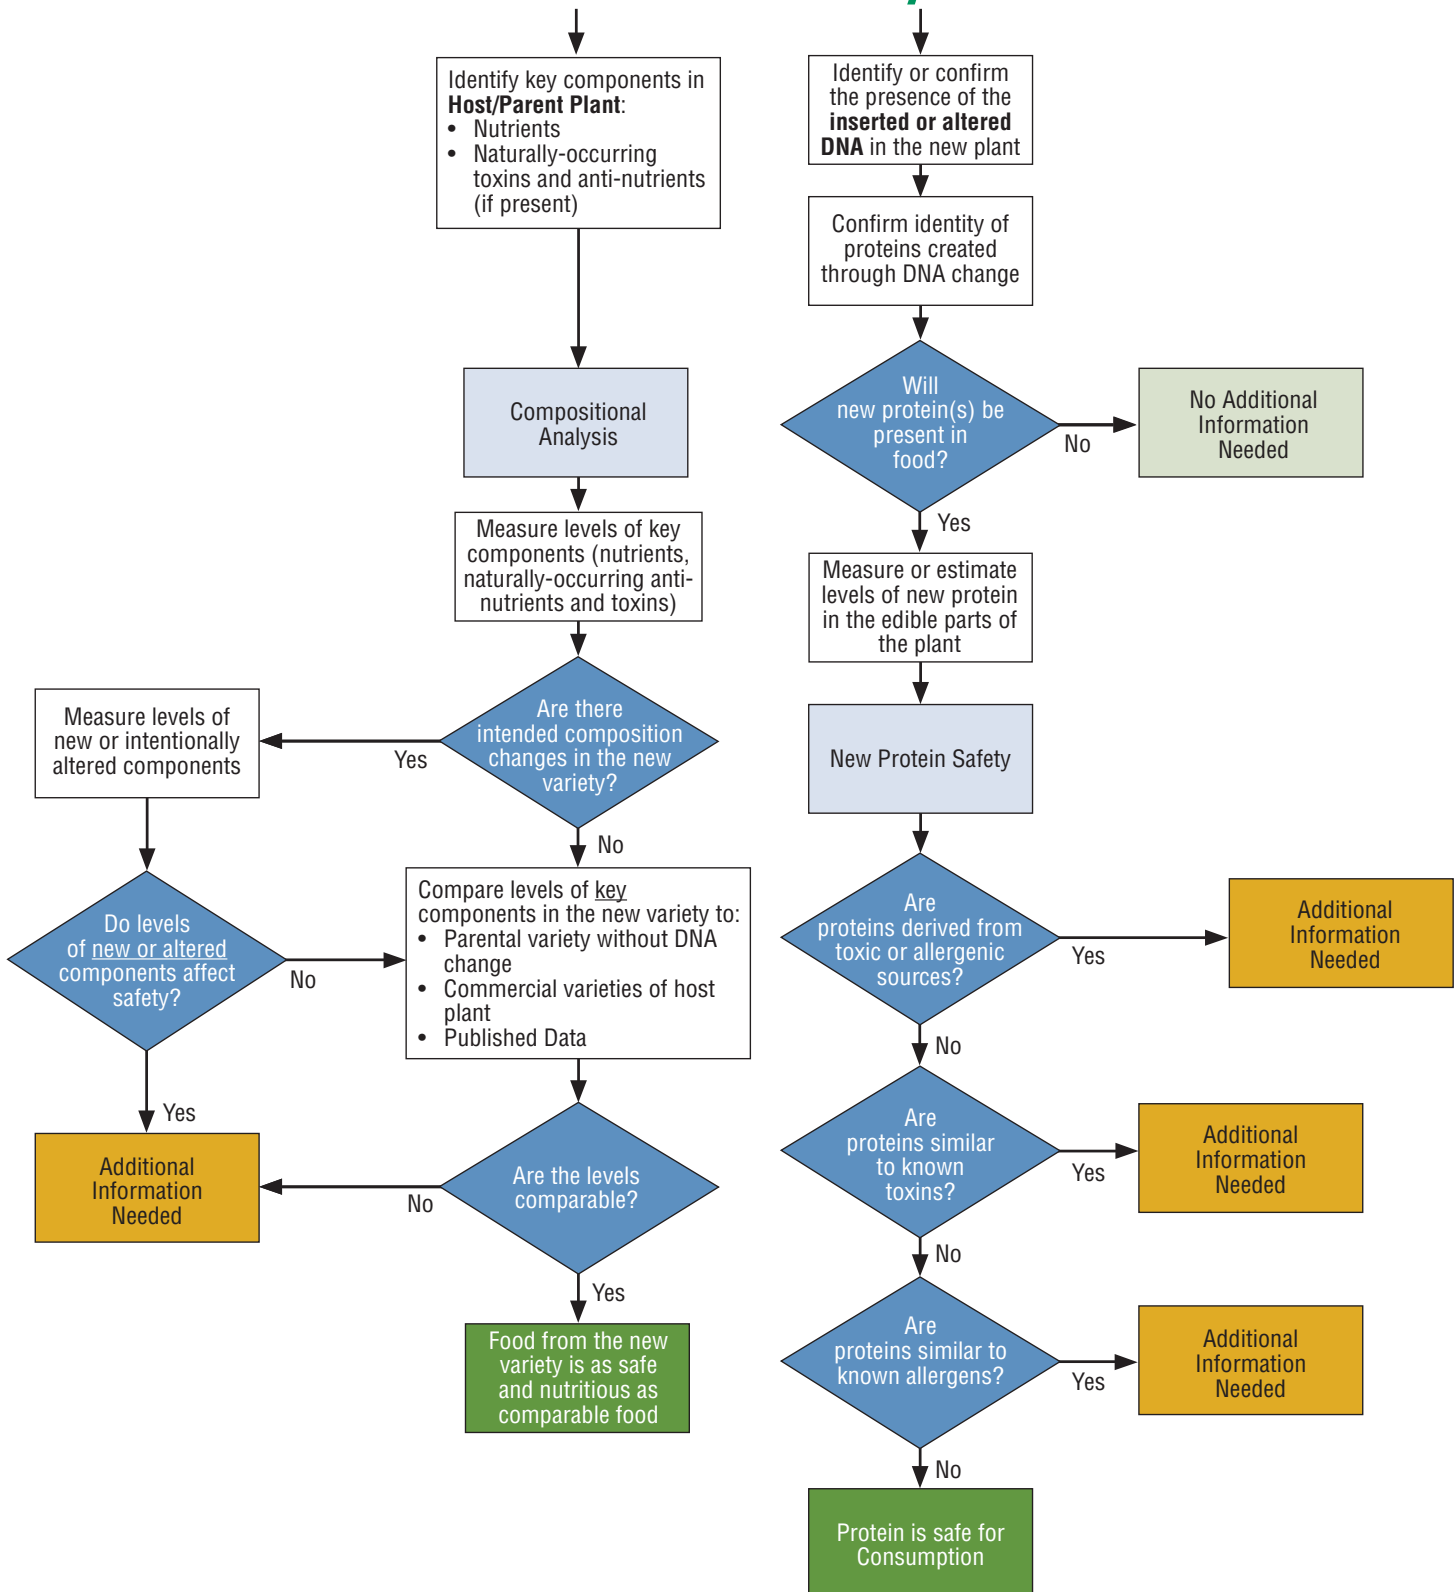 Identify key components in
Host/Parent Plant:
• Nutrients
• Naturally-occurring
toxins and anti-nutrients
(if present)
Compositional
Analysis
Measure levels of key
components (nutrients,
naturally-occurring anti-
nutrients and toxins)
Are there
intended composition
changes in the new
variety?
Yes
No
Measure levels of
new or intentionally
altered components
Do levels
of new or altered
components affect
safety?
No
Yes
Compare levels of key
components in the new variety to:
• Parental variety without DNA
change
• Commercial varieties of host
plant
• Published Data
Are the levels
comparable?
No
Yes
Additional
Information
Needed
Food from the new
variety is as safe
and nutritious as
comparable food
Identify or confirm
the presence of the
inserted or altered
DNA in the new plant
Confirm identity of
proteins created
through DNA change
Will
new protein(s) be
present in
food?
No
No Additional
Information
Needed
Yes
Measure or estimate
levels of new protein
in the edible parts of
the plant
New Protein Safety
Are
proteins derived from
toxic or allergenic
sources?
Yes
Additional
Information
Needed
No
Are
proteins similar
to known
toxins?
Yes
Additional
Information
Needed
No
Are
proteins similar to
known allergens?
Yes
Additional
Information
Needed
No
Protein is safe for
Consumption